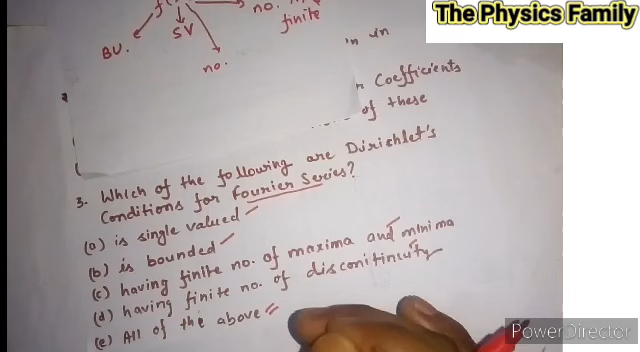 The Physics Family
no.
finite
BV.
SV
no.
in
Coefficients
of these
3. Which of the following are Dirichlet's
Conditions for Fourier Series?
(a) is single valued
(b) is bounded
(c) having finite no. of maxima and minima
(d) having finite no. of discontinuity
(e) All of the above
PowerDirector